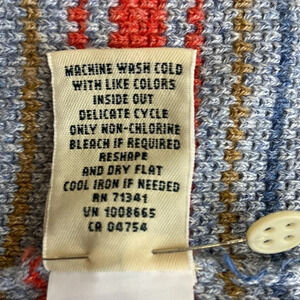 MACHINE WASH COLD
WITH LIKE COLORS
INSIDE OUT
DELICATE CYCLE
ONLY NON-CHLORINE
BLEACH IF REQUIRED
RESHAPE
AND DRY FLAT
COOL IRON IF NEEDED
RN 71341
VN 1008665
CA 04754